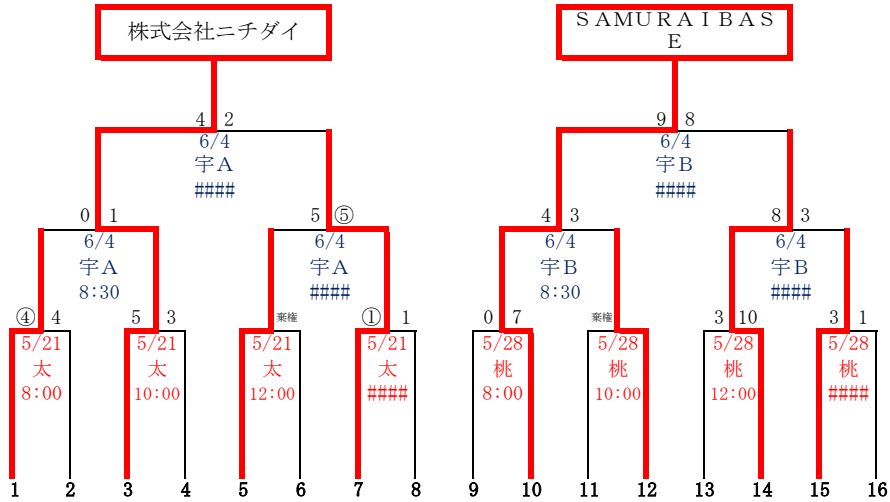 株式会社ニチダイ
ＳＡＭＵＲＡＩＢＡＳ
Ｅ
4 2
9 8
6/4
6/4
宇Ａ
宇Ｂ
####
####
0 1
5 ⑤
4 3
8 3
6/4
6/4
6/4
6/4
宇Ａ
宇Ａ
宇Ｂ
宇Ｂ
8:30
####
8:30
####
④ 4
5 3
棄権
① 1
0 7
棄権
3 10
3 1
5/21
5/21
5/21
5/21
5/28
5/28
5/28
5/28
太
太
太
太
桃
桃
桃
桃
8:00
10:00
12:00
####
8:00
10:00
12:00
####
1 2 3 4 5 6 7 8 9 10 11 12 13 14 15 16